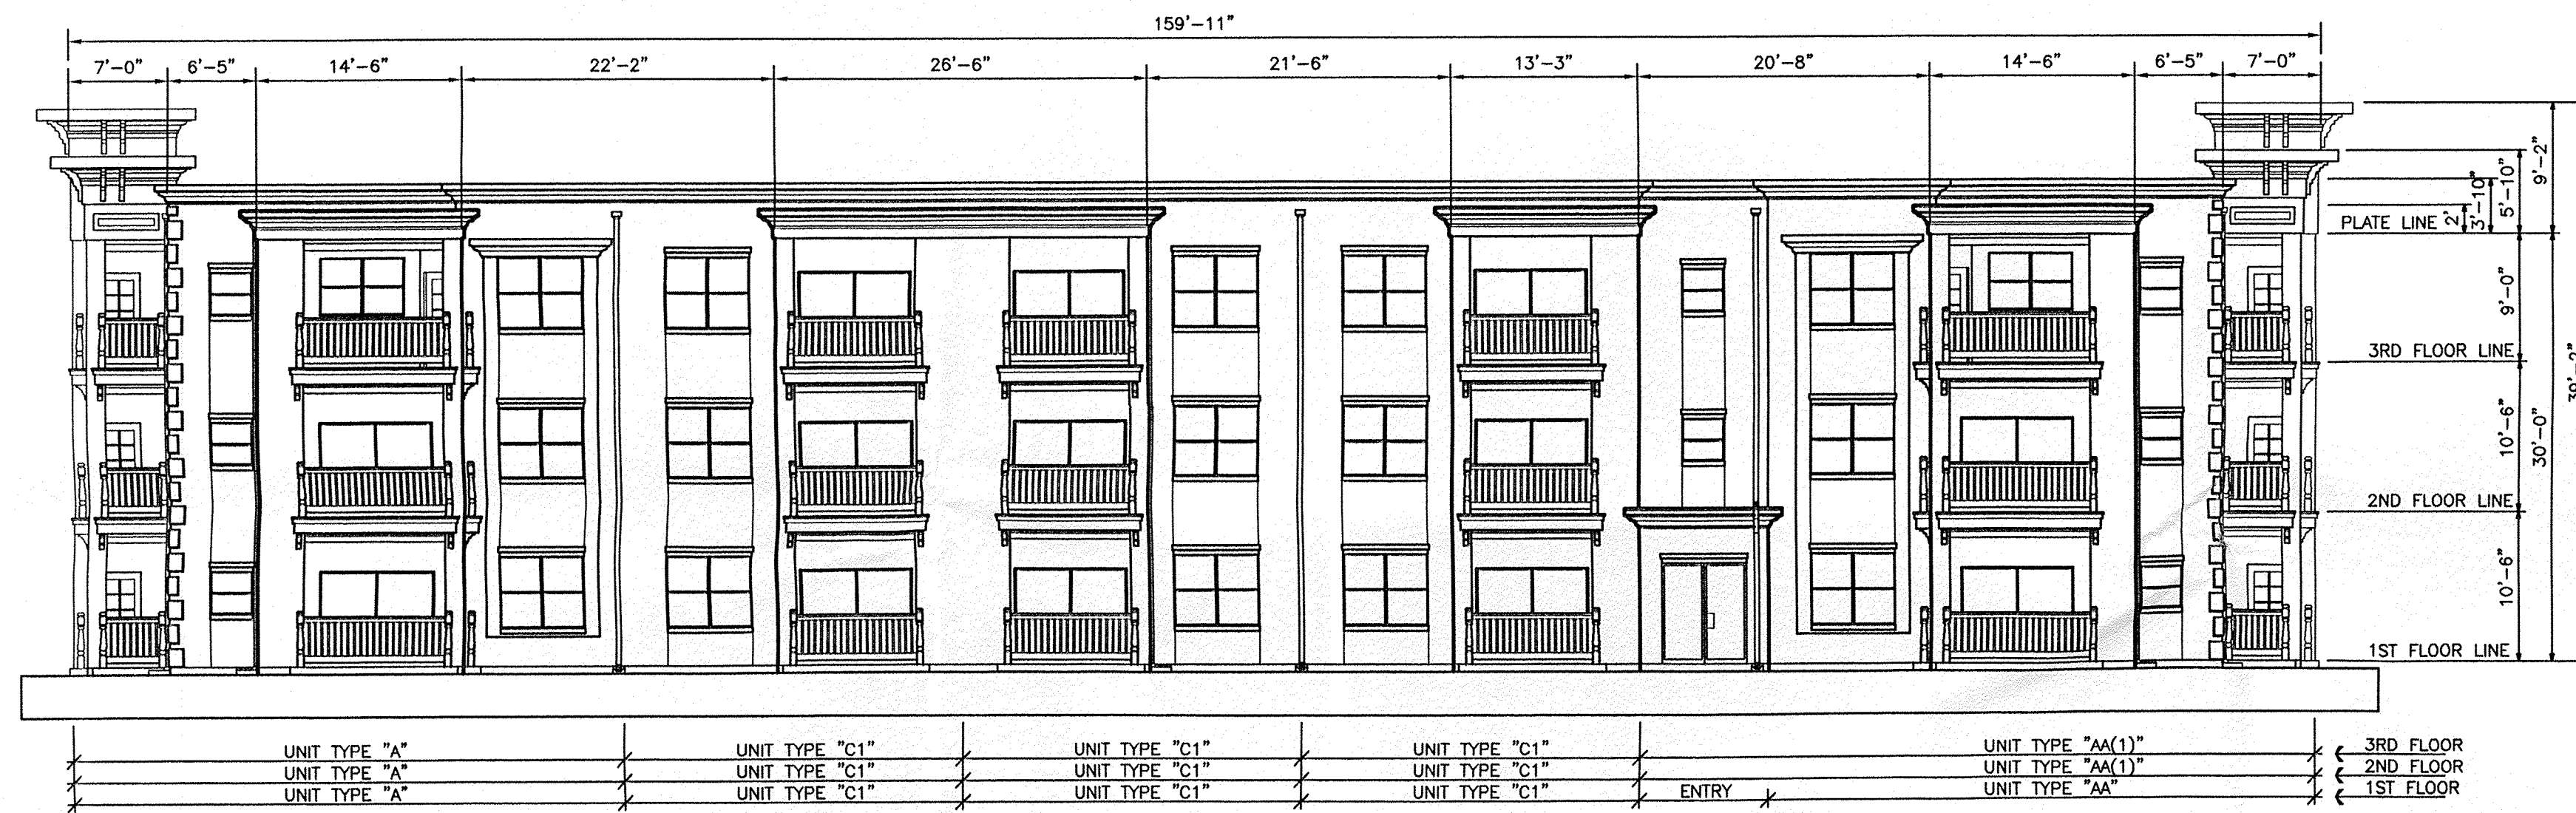 159'-11"
7'-0" 6'-5" 14'-6" 22'-2" 26'-6" 21'-6" 13'-3" 20'-8" 14'-6" 6'-5" 7'-0"
9'-2"
5'-10"
3'-10"
PLATE LINE 2'
9'-0"
3RD FLOOR LINE
39'-2"
10'-6"
30'-0"
2ND FLOOR LINE
10'-6"
1ST FLOOR LINE
UNIT TYPE "A" UNIT TYPE "C1" UNIT TYPE "C1" UNIT TYPE "C1" UNIT TYPE "AA(1)" 3RD FLOOR
UNIT TYPE "A" UNIT TYPE "C1" UNIT TYPE "C1" UNIT TYPE "C1" UNIT TYPE "AA(1)" 2ND FLOOR
UNIT TYPE "A" UNIT TYPE "C1" UNIT TYPE "C1" UNIT TYPE "C1" ENTRY UNIT TYPE "AA" 1ST FLOOR